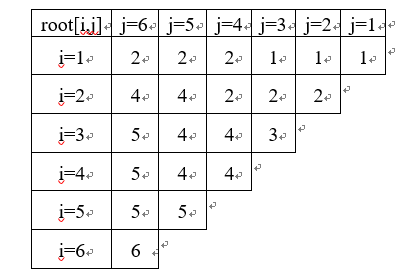 root[i,j] j=6 j=5 j=4 j=3 j=2 j=1
i=1 2 2 2 1 1 1
i=2 4 4 2 2 2
i=3 5 4 4 3
i=4 5 4 4
i=5 5 5
i=6 6